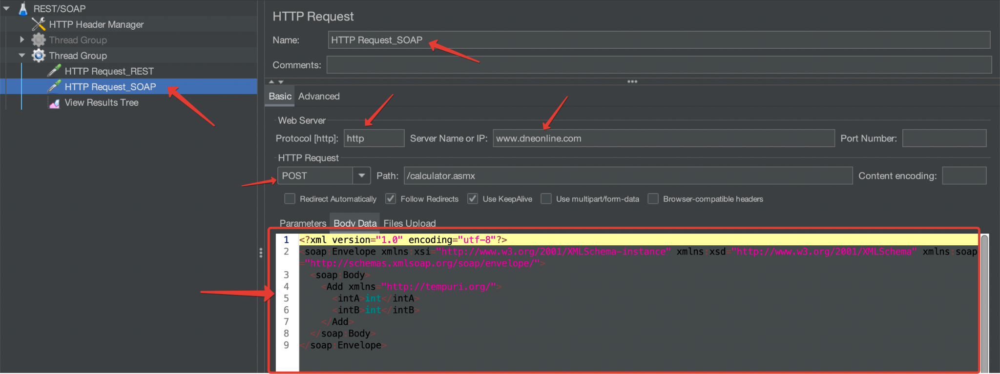 REST/SOAP
HTTP Header Manager
Thread Group
Thread Group
HTTP Request_REST
HTTP Request_SOAP
View Results Tree
HTTP Request
Name: HTTP Request_SOAP
Comments:
Basic Advanced
Web Server
Protocol [http]: http Server Name or IP: www.dneonline.com Port Number:
HTTP Request
POST Path: /calculator.asmx Content encoding:
Redirect Automatically Follow Redirects Use KeepAlive Use multipart/form-data Browser-compatible headers
Parameters Body Data Files Upload
1 <?xml version="1.0" encoding="utf-8"?>
2 <soap:Envelope xmlns:xsi="http://www.w3.org/2001/XMLSchema-instance" xmlns:xsd="http://www.w3.org/2001/XMLSchema" xmlns:soap
="http://schemas.xmlsoap.org/soap/envelope/">
3 <soap:Body>
4 <Add xmlns="http://tempuri.org/">
5 <intA>int</intA>
6 <intB>int</intB>
7 </Add>
8 </soap:Body>
9 </soap:Envelope>